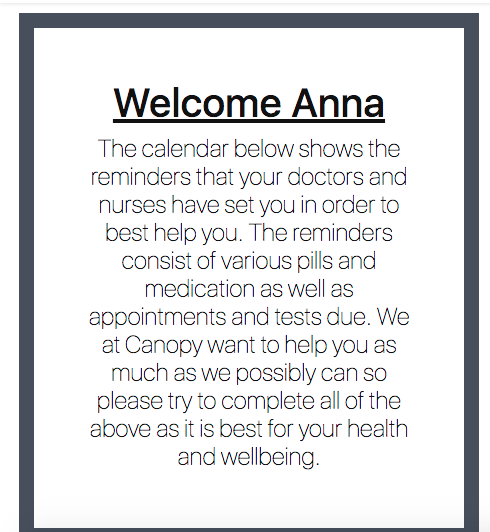 Welcome Anna
The calendar below shows the
reminders that your doctors and
nurses have set you in order to
best help you. The reminders
consist of various pills and
medication as well as
appointments and tests due. We
at Canopy want to help you as
much as we possibly can so
please try to complete all of the
above as it is best for your health
and wellbeing.